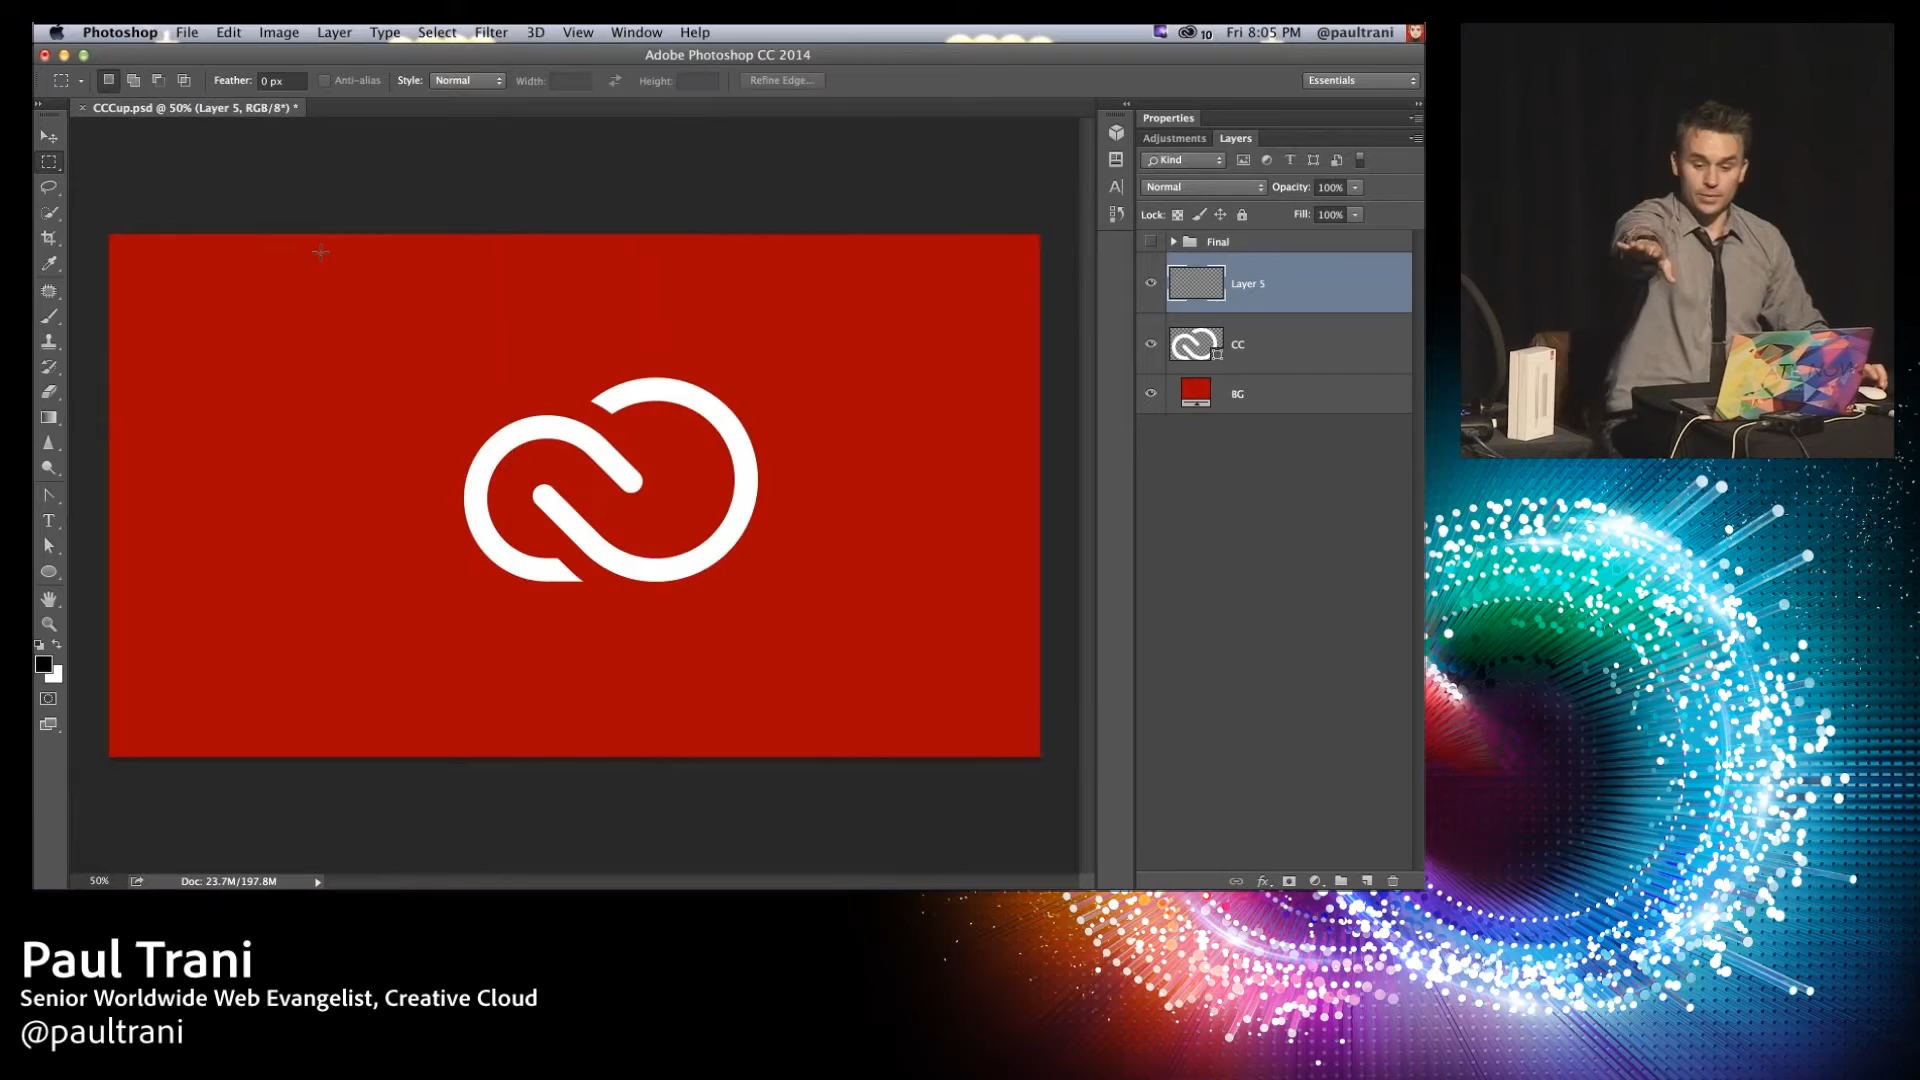 Photoshop File Edit Image Layer Type Select Filter 3D View Window Help 10 Fri 8:05 PM @paultrani
Adobe Photoshop CC 2014
Feather: 0 px Anti-alias Style: Normal Width: Height: Refine Edge... Essentials
× CCCup.psd @ 50% (Layer 5, RGB/8*) *
Properties
Adjustments Layers
Kind
Normal Opacity: 100%
Lock: Fill: 100%
Final
Layer 5
CC
BG
50% Doc: 23.7M/197.8M
Paul Trani
Senior Worldwide Web Evangelist, Creative Cloud
@paultrani